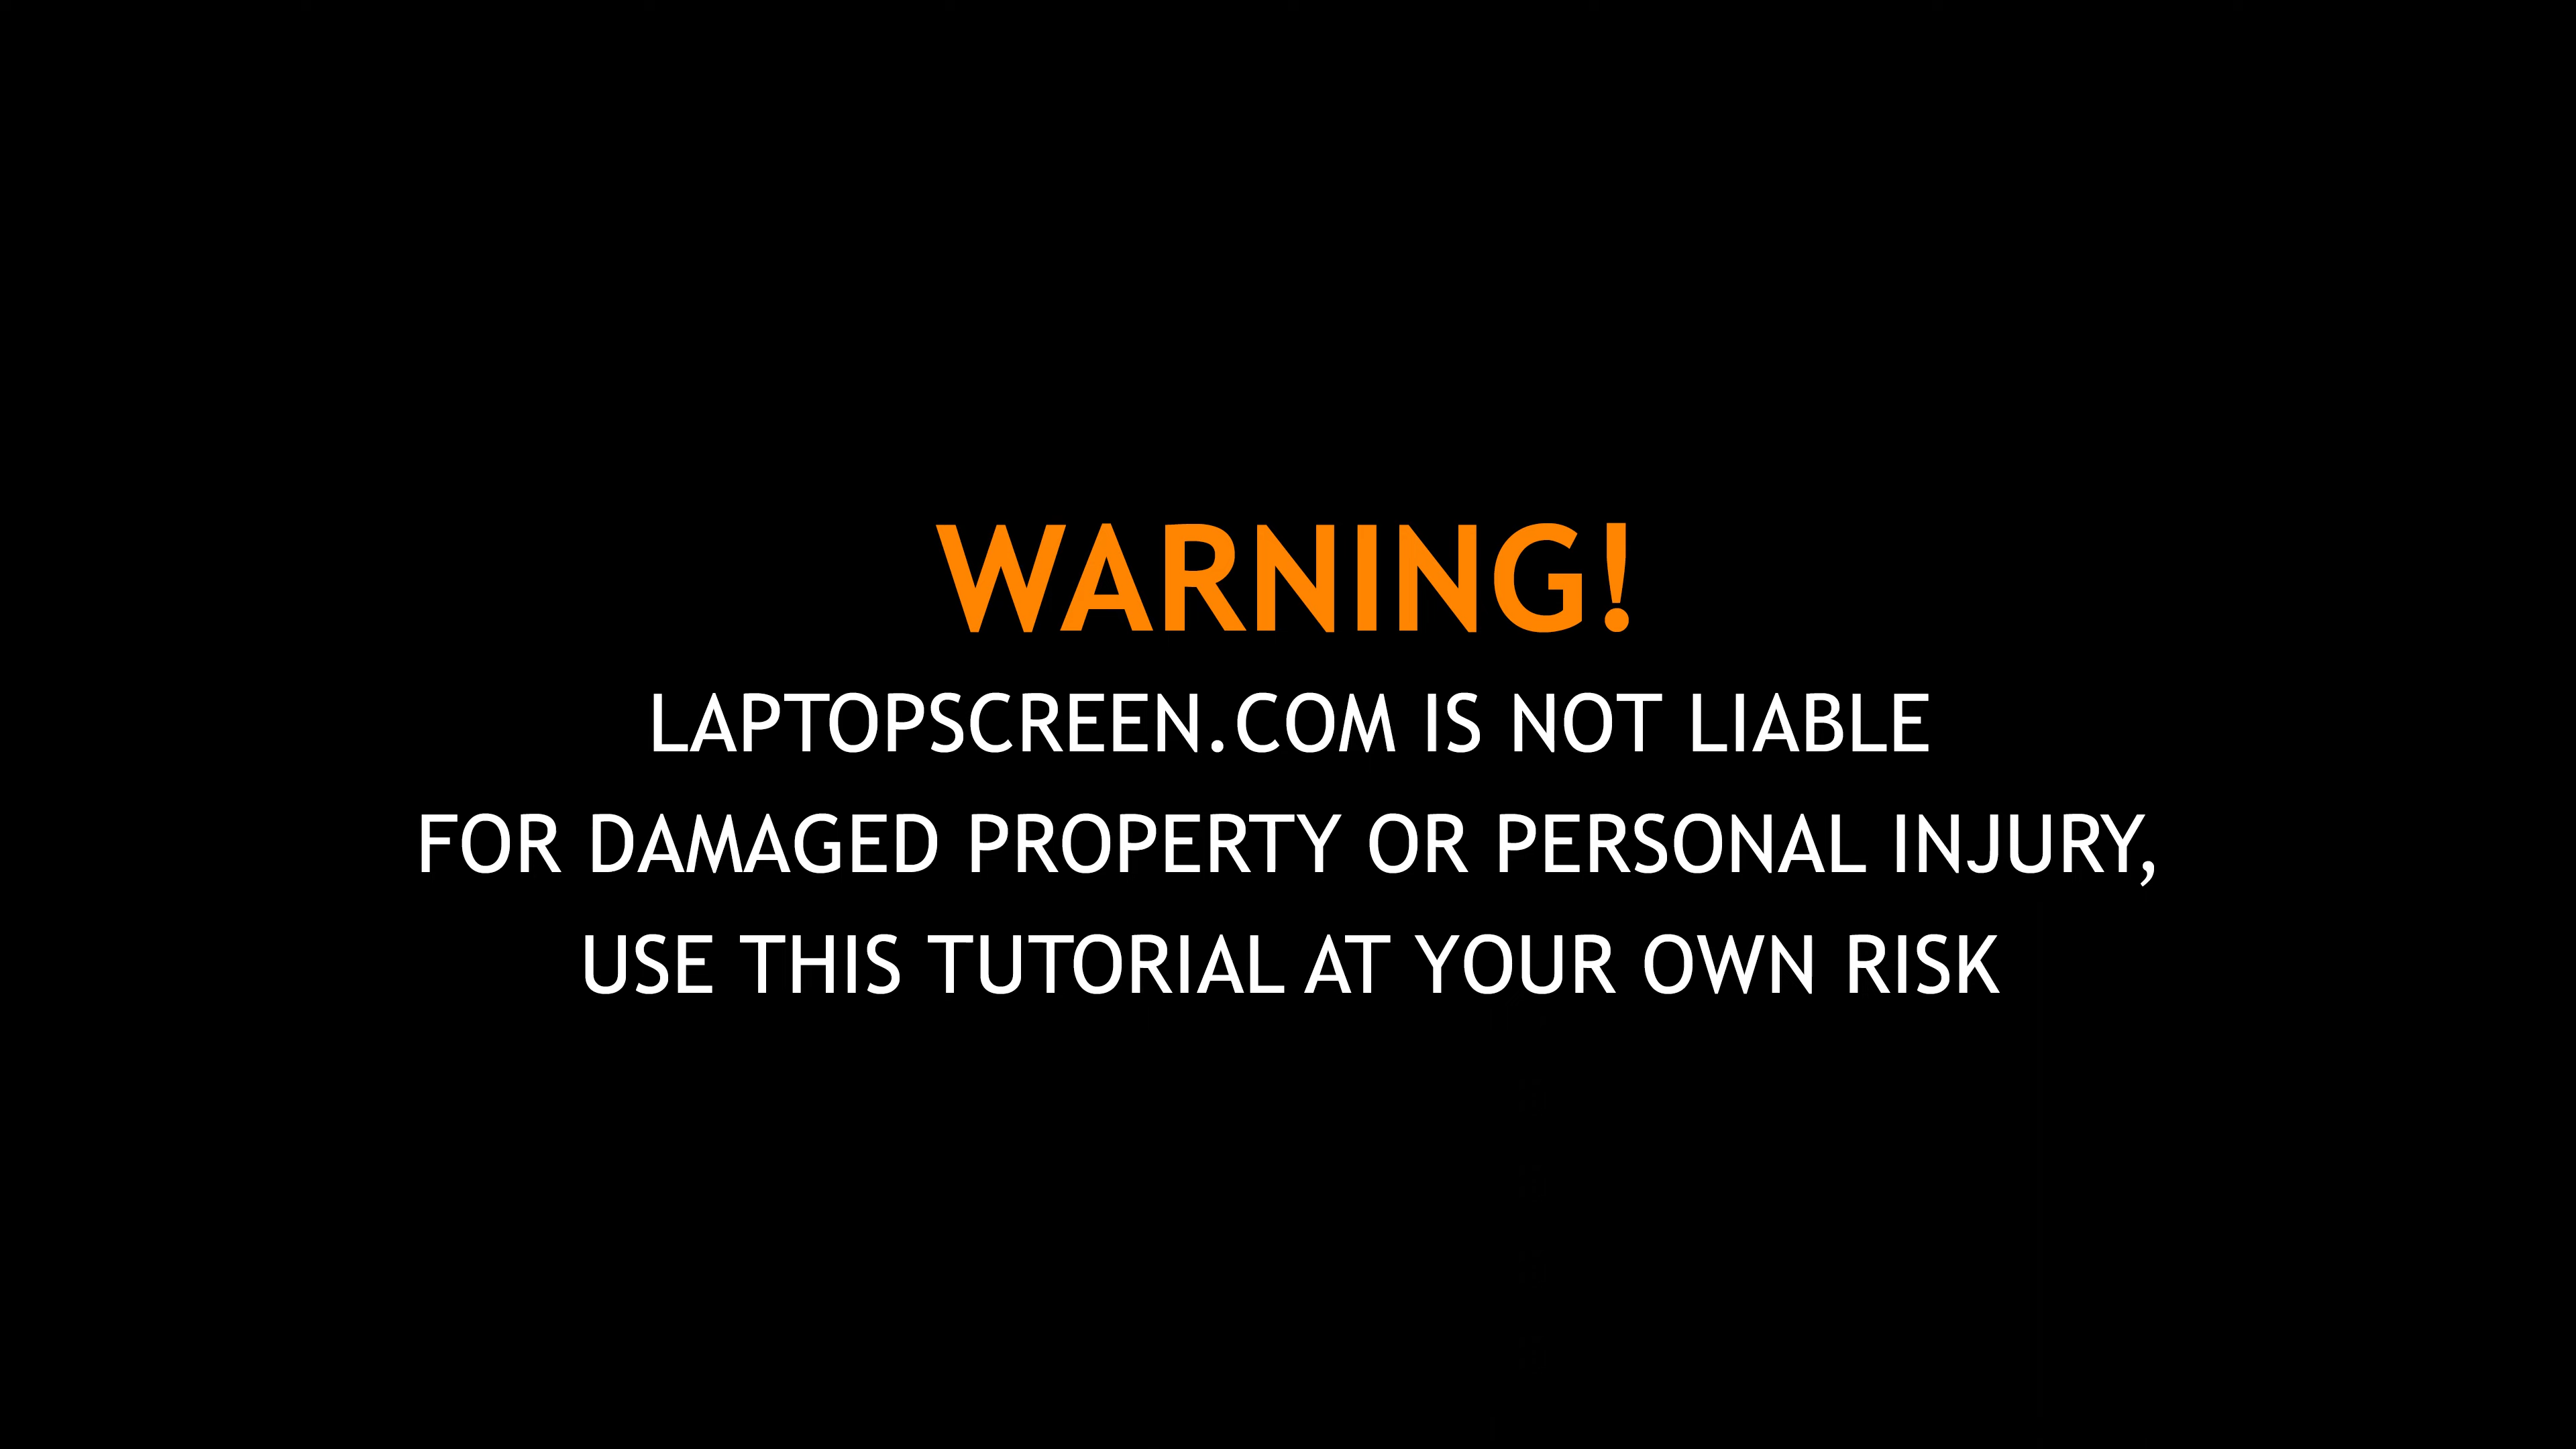 WARNING!
LAPTOPSCREEN.COM IS NOT LIABLE
FOR DAMAGED PROPERTY OR PERSONAL INJURY,
USE THIS TUTORIAL AT YOUR OWN RISK